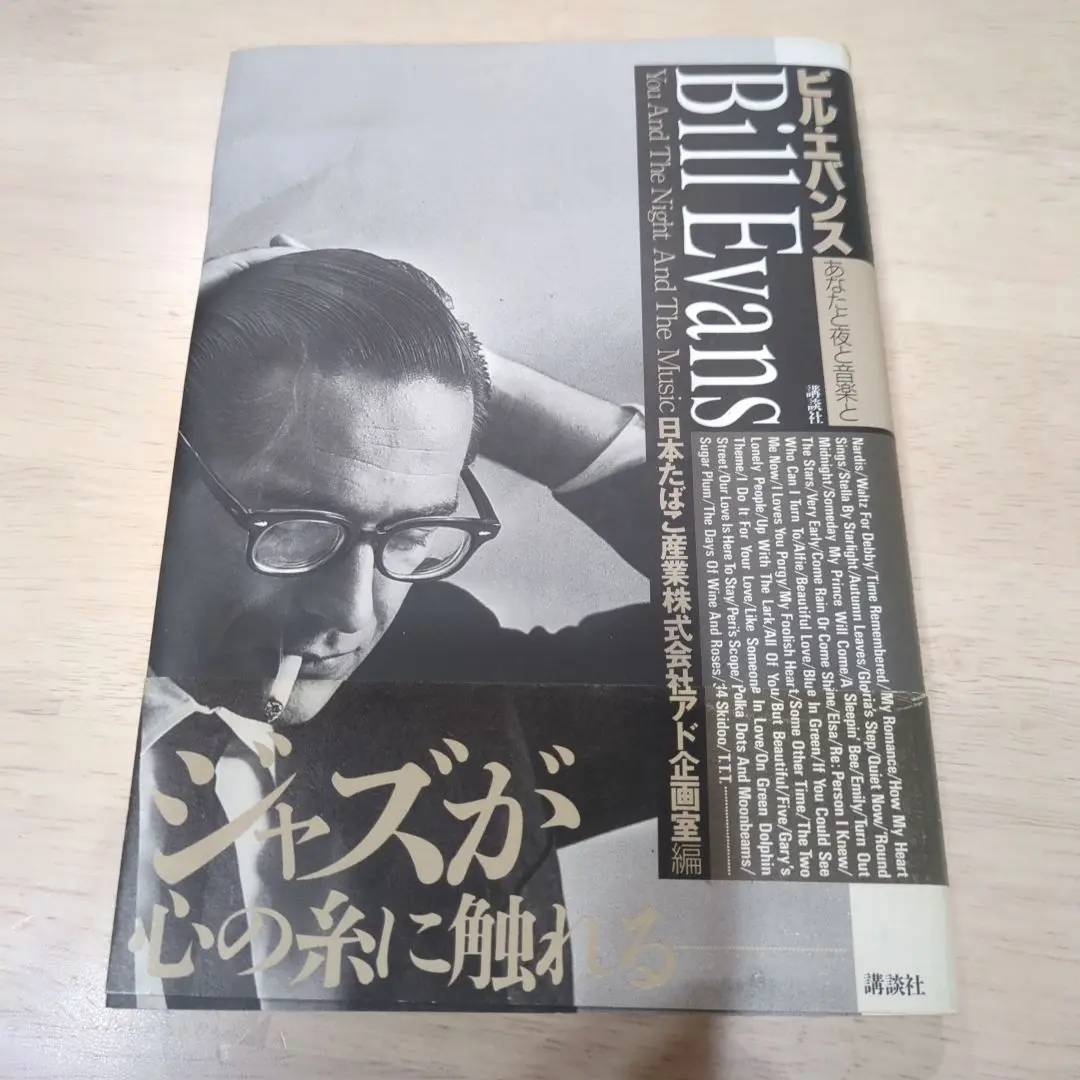 ビル・エバンス
あなたと夜と音楽と
Bill Evans
講談社
You And The Night And The Music
日本たばこ産業株式会社アド企画室編
Nardis/Waltz For Debby/Time Remembered/My Romance/How My Heart
Sings/Stella By Starlight/Autumn Leaves/Gloria's Step/Quiet Now/'Round
Midnight/Someday My Prince Will Come/A Sleepin' Bee/Emily/Turn Out
The Stars/Very Early/Come Rain Or Come Shine/Elsa/Re: Person I Knew/
Who Can I Turn To/Alfie/Beautiful Love/Blue In Green/If You Could See
Me Now/I Loves You Porgy/My Foolish Heart/Some Other Time/The Two
Lonely People/Up With The Lark/All Of You/But Beautiful/Five/Gary's
Theme/I Do It For Your Love/Like Someone In Love/On Green Dolphin
Street/Our Love Is Here To Stay/Peri's Scope/Polka Dots And Moonbeams/
Sugar Plum/The Days Of Wine And Roses/34 Skidoo/T.T.T.....................
ジャズが
心の糸に触れる
講談社